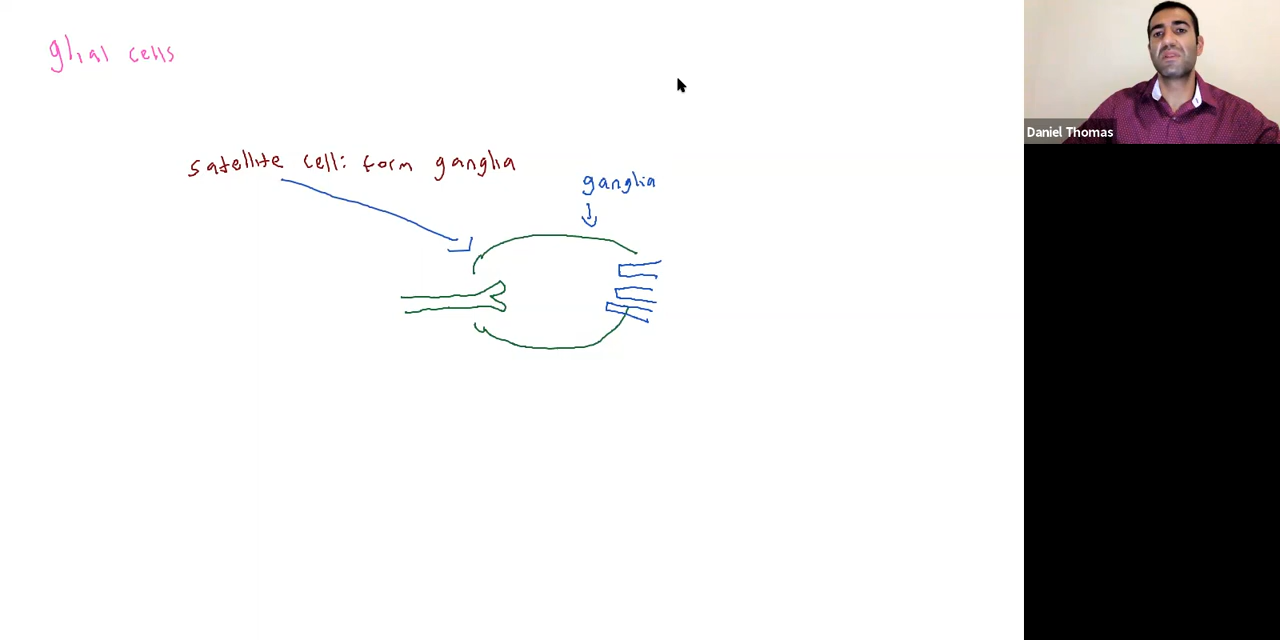 glial cells
satellite cell: form ganglia
ganglia
Daniel Thomas